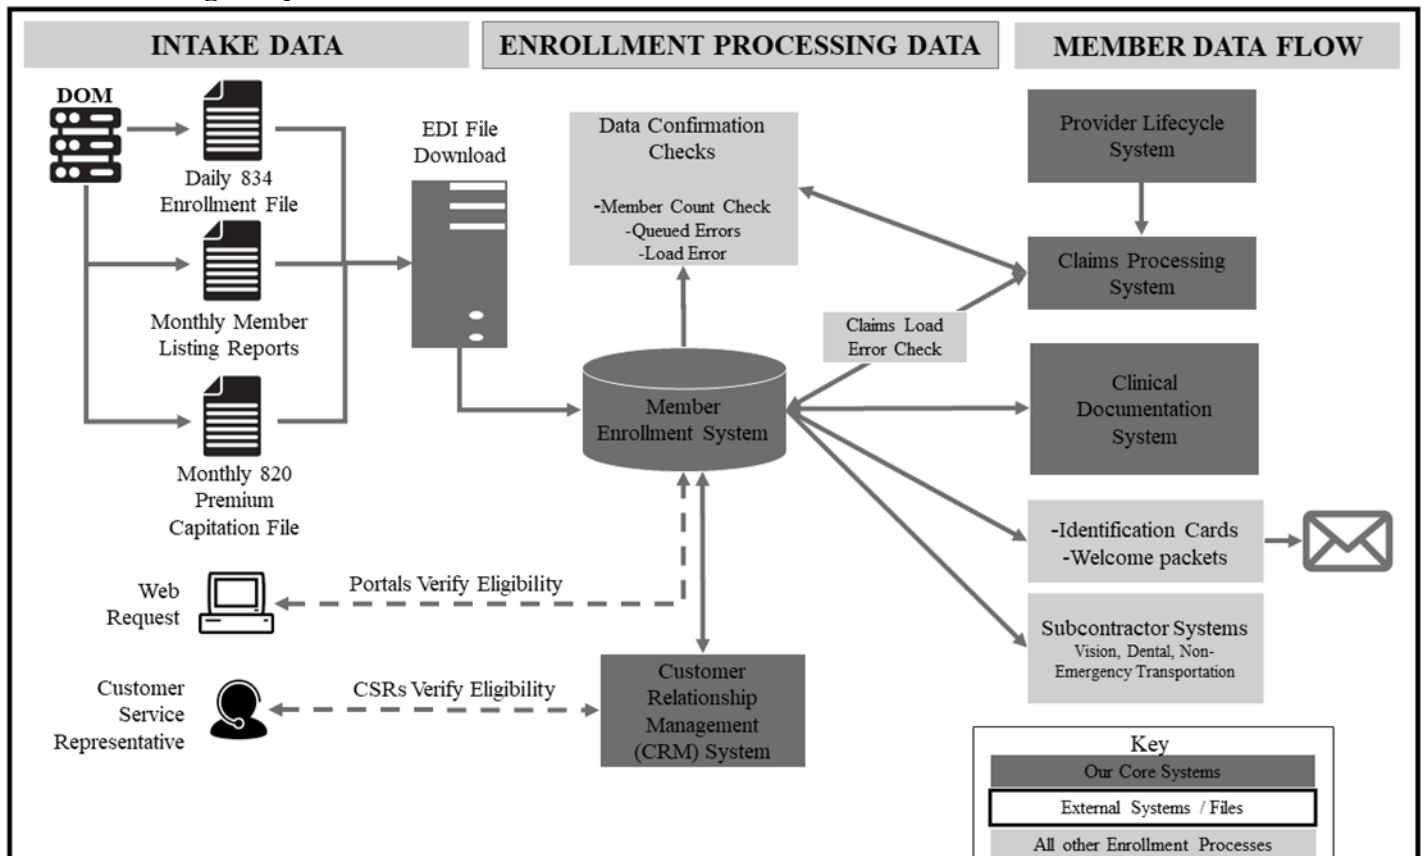 INTAKE DATA
ENROLLMENT PROCESSING DATA
MEMBER DATA FLOW
DOM
Daily 834
Enrollment File
Monthly Member
Listing Reports
Monthly 820
Premium
Capitation File
EDI File
Download
Data Confirmation
Checks
-Member Count Check
-Queued Errors
-Load Error
Claims Load
Error Check
Member
Enrollment System
Provider Lifecycle
System
Claims Processing
System
Clinical
Documentation
System
-Identification Cards
-Welcome packets
Subcontractor Systems
Vision, Dental, Non-
Emergency Transportation
Web
Request
Portals Verify Eligibility
Customer
Service
Representative
CSRs Verify Eligibility
Customer
Relationship
Management
(CRM) System
Key
Our Core Systems
External Systems / Files
All other Enrollment Processes